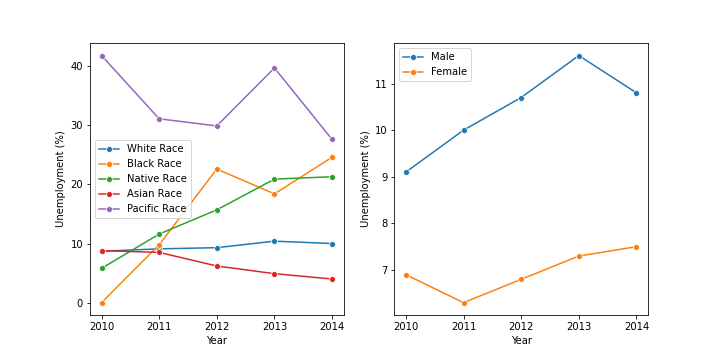 40
30
20
10
0
Unemployment (%)
White Race
Black Race
Native Race
Asian Race
Pacific Race
2010 2011 2012 2013 2014
Year
11
10
9
8
7
Unemployment (%)
Male
Female
2010 2011 2012 2013 2014
Year